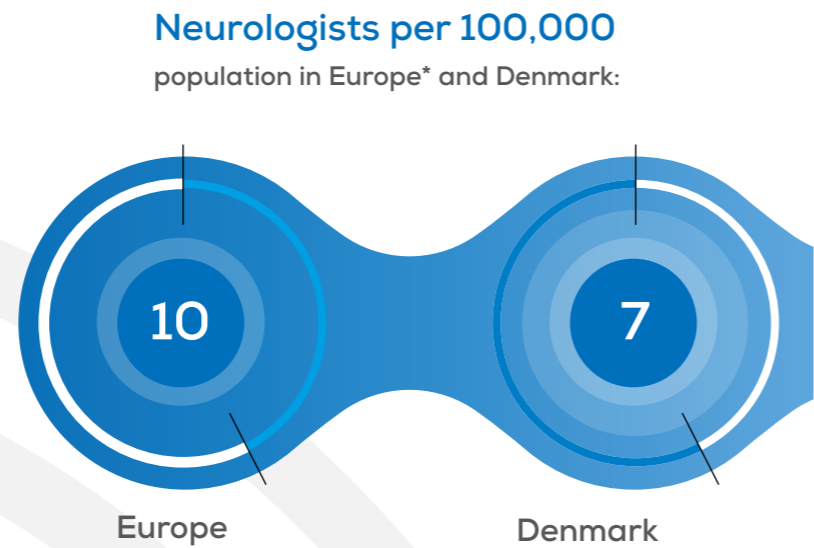 Neurologists per 100,000
population in Europe* and Denmark:
10
7
Europe
Denmark